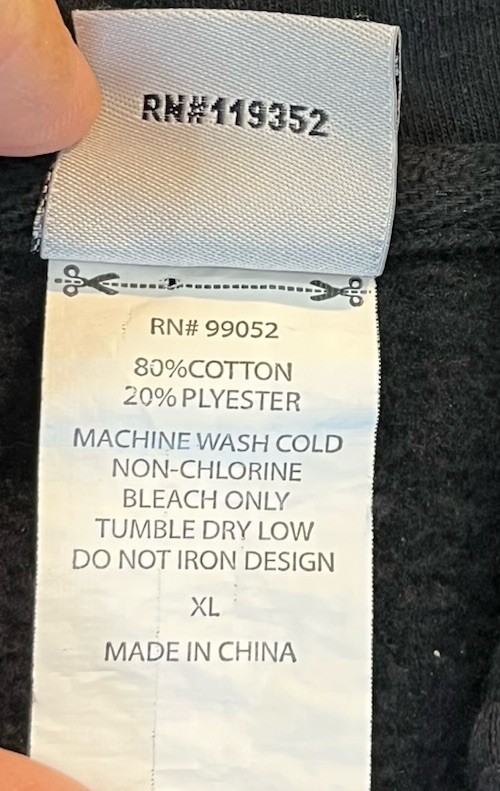 RN#119352
RN# 99052
80%COTTON
20%PLYESTER
MACHINE WASH COLD
NON-CHLORINE
BLEACH ONLY
TUMBLE DRY LOW
DO NOT IRON DESIGN
XL
MADE IN CHINA